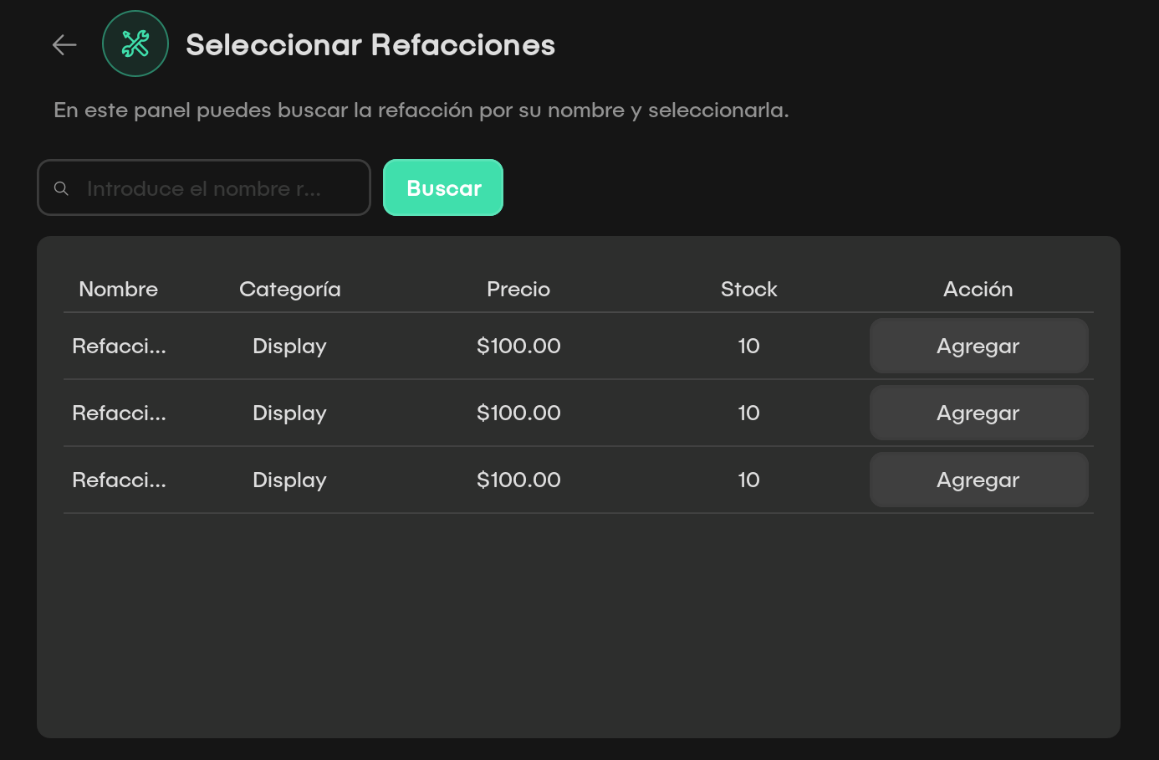 Seleccionar Refacciones
En este panel puedes buscar la refacción por su nombre y seleccionarla.
Introduce el nombre r... Buscar
Nombre Categoría Precio Stock Acción
Refacci... Display $100.00 10 Agregar
Refacci... Display $100.00 10 Agregar
Refacci... Display $100.00 10 Agregar